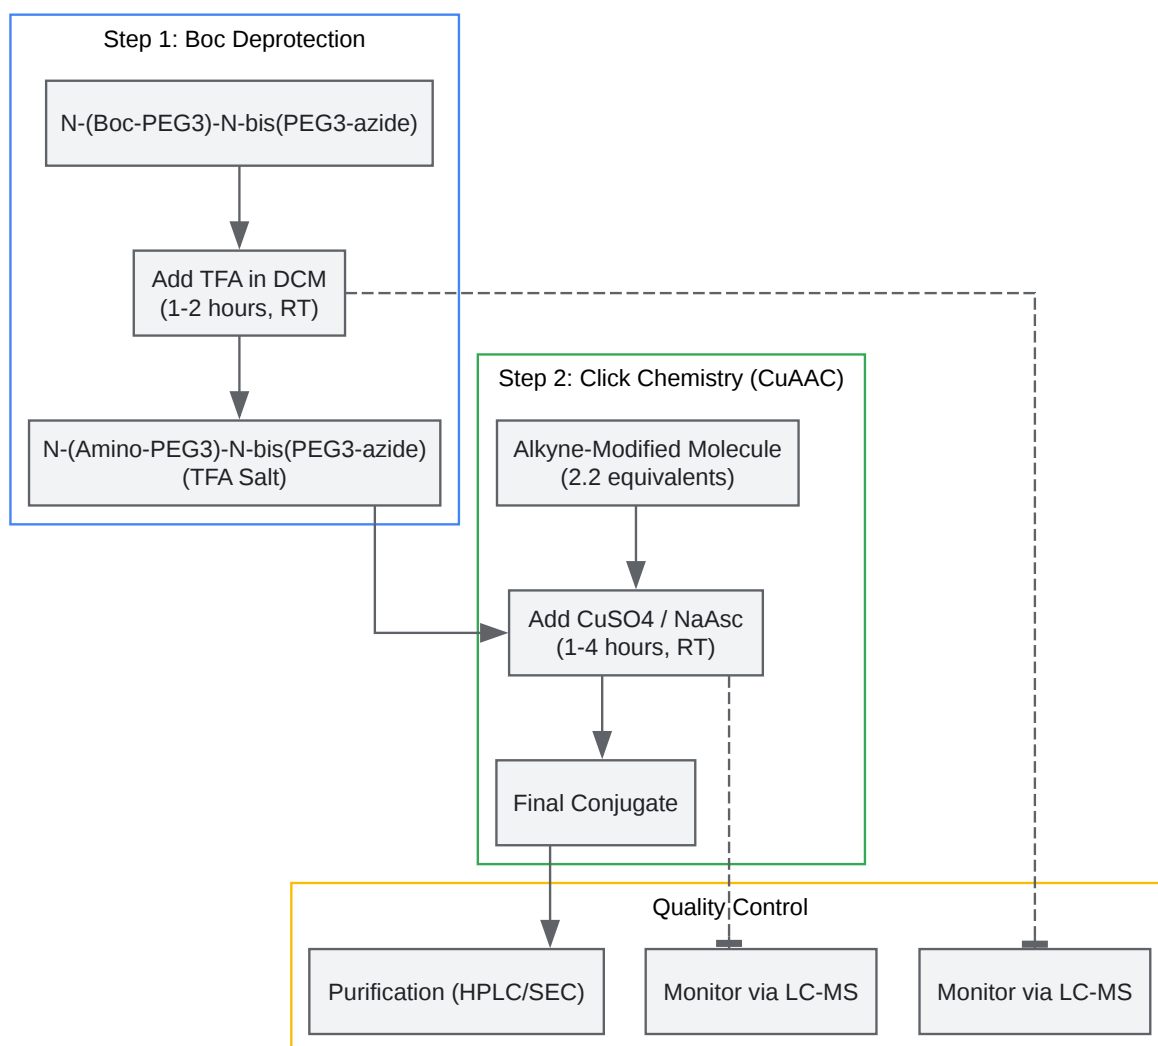 Step 1: Boc Deprotection
N-(Boc-PEG3)-N-bis(PEG3-azide)
Add TFA in DCM
(1-2 hours, RT)
N-(Amino-PEG3)-N-bis(PEG3-azide)
(TFA Salt)
Step 2: Click Chemistry (CuAAC)
Alkyne-Modified Molecule
(2.2 equivalents)
Add CuSO4 / NaAsc
(1-4 hours, RT)
Final Conjugate
Quality Control
Purification (HPLC/SEC)
Monitor via LC-MS
Monitor via LC-MS